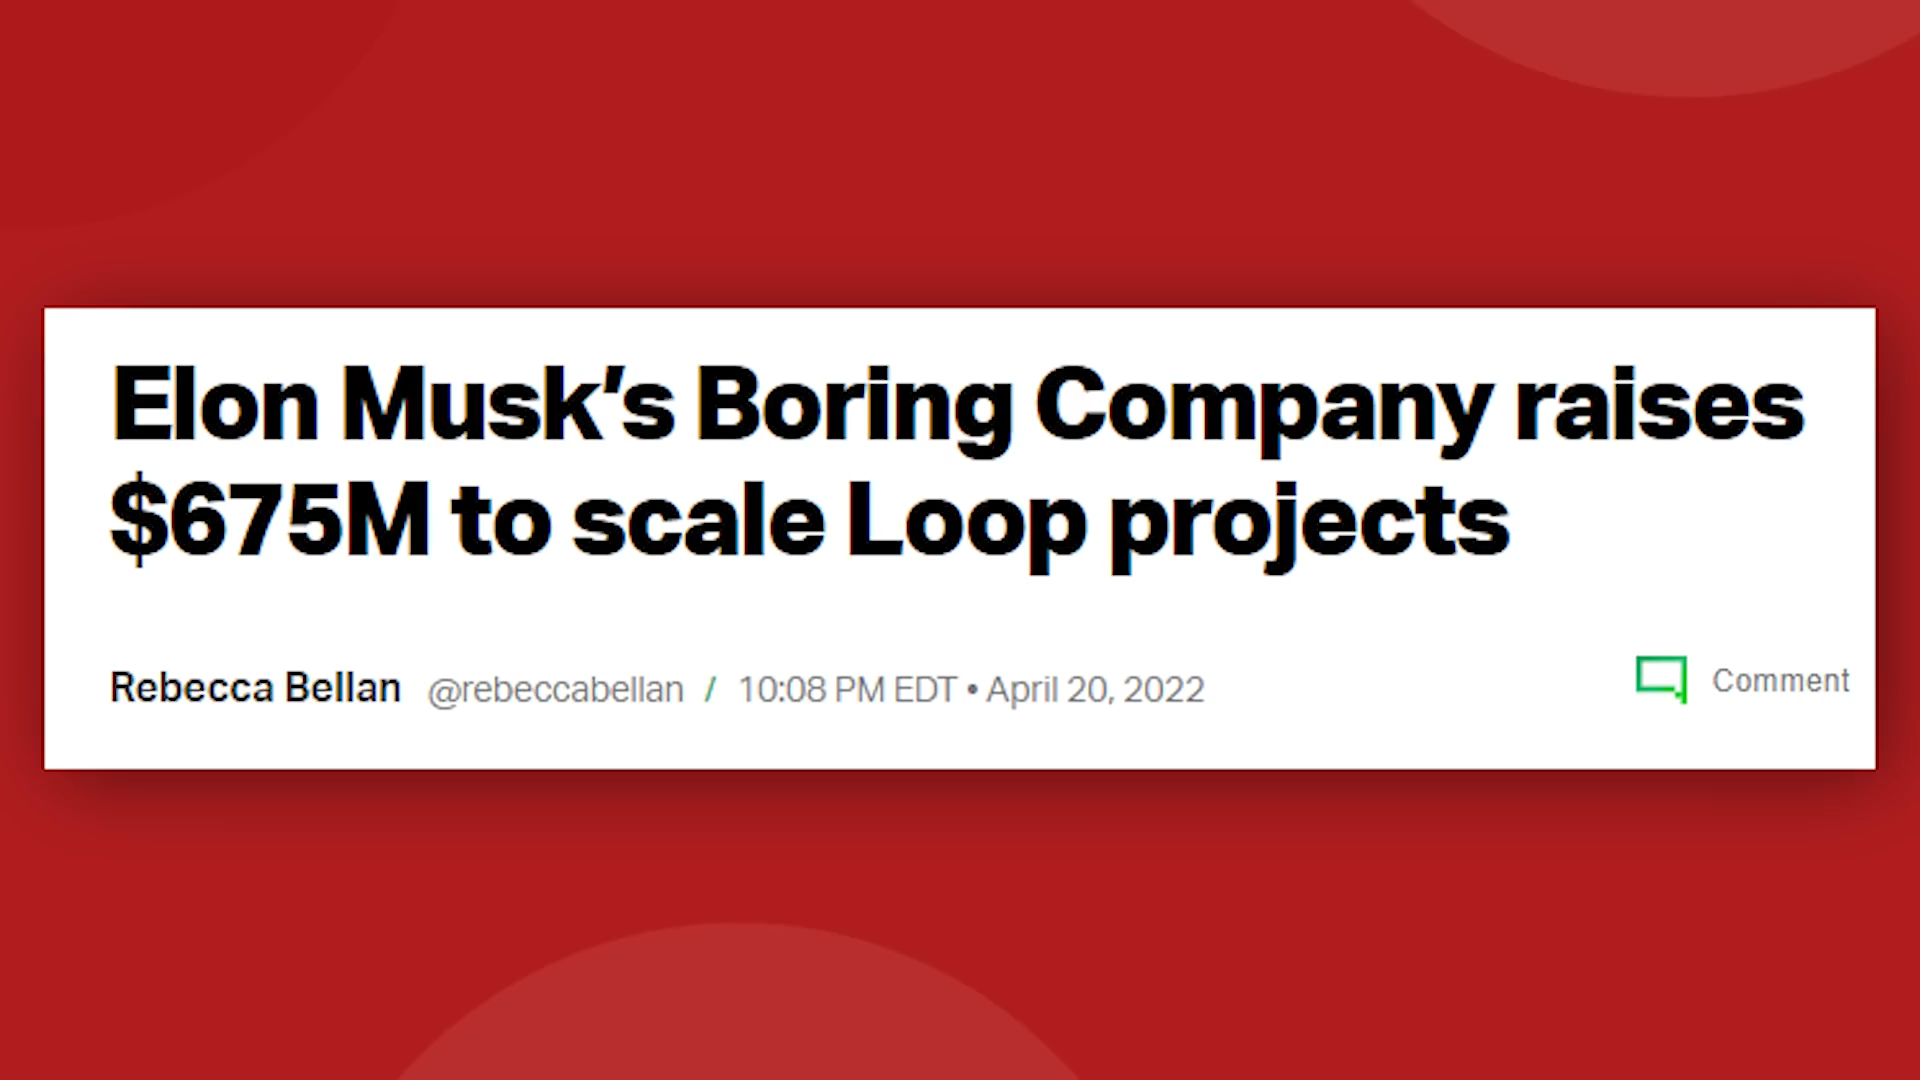 Elon Musk’s Boring Company raises
$675M to scale Loop projects
Rebecca Bellan @rebeccabellan / 10:08 PM EDT • April 20, 2022
Comment